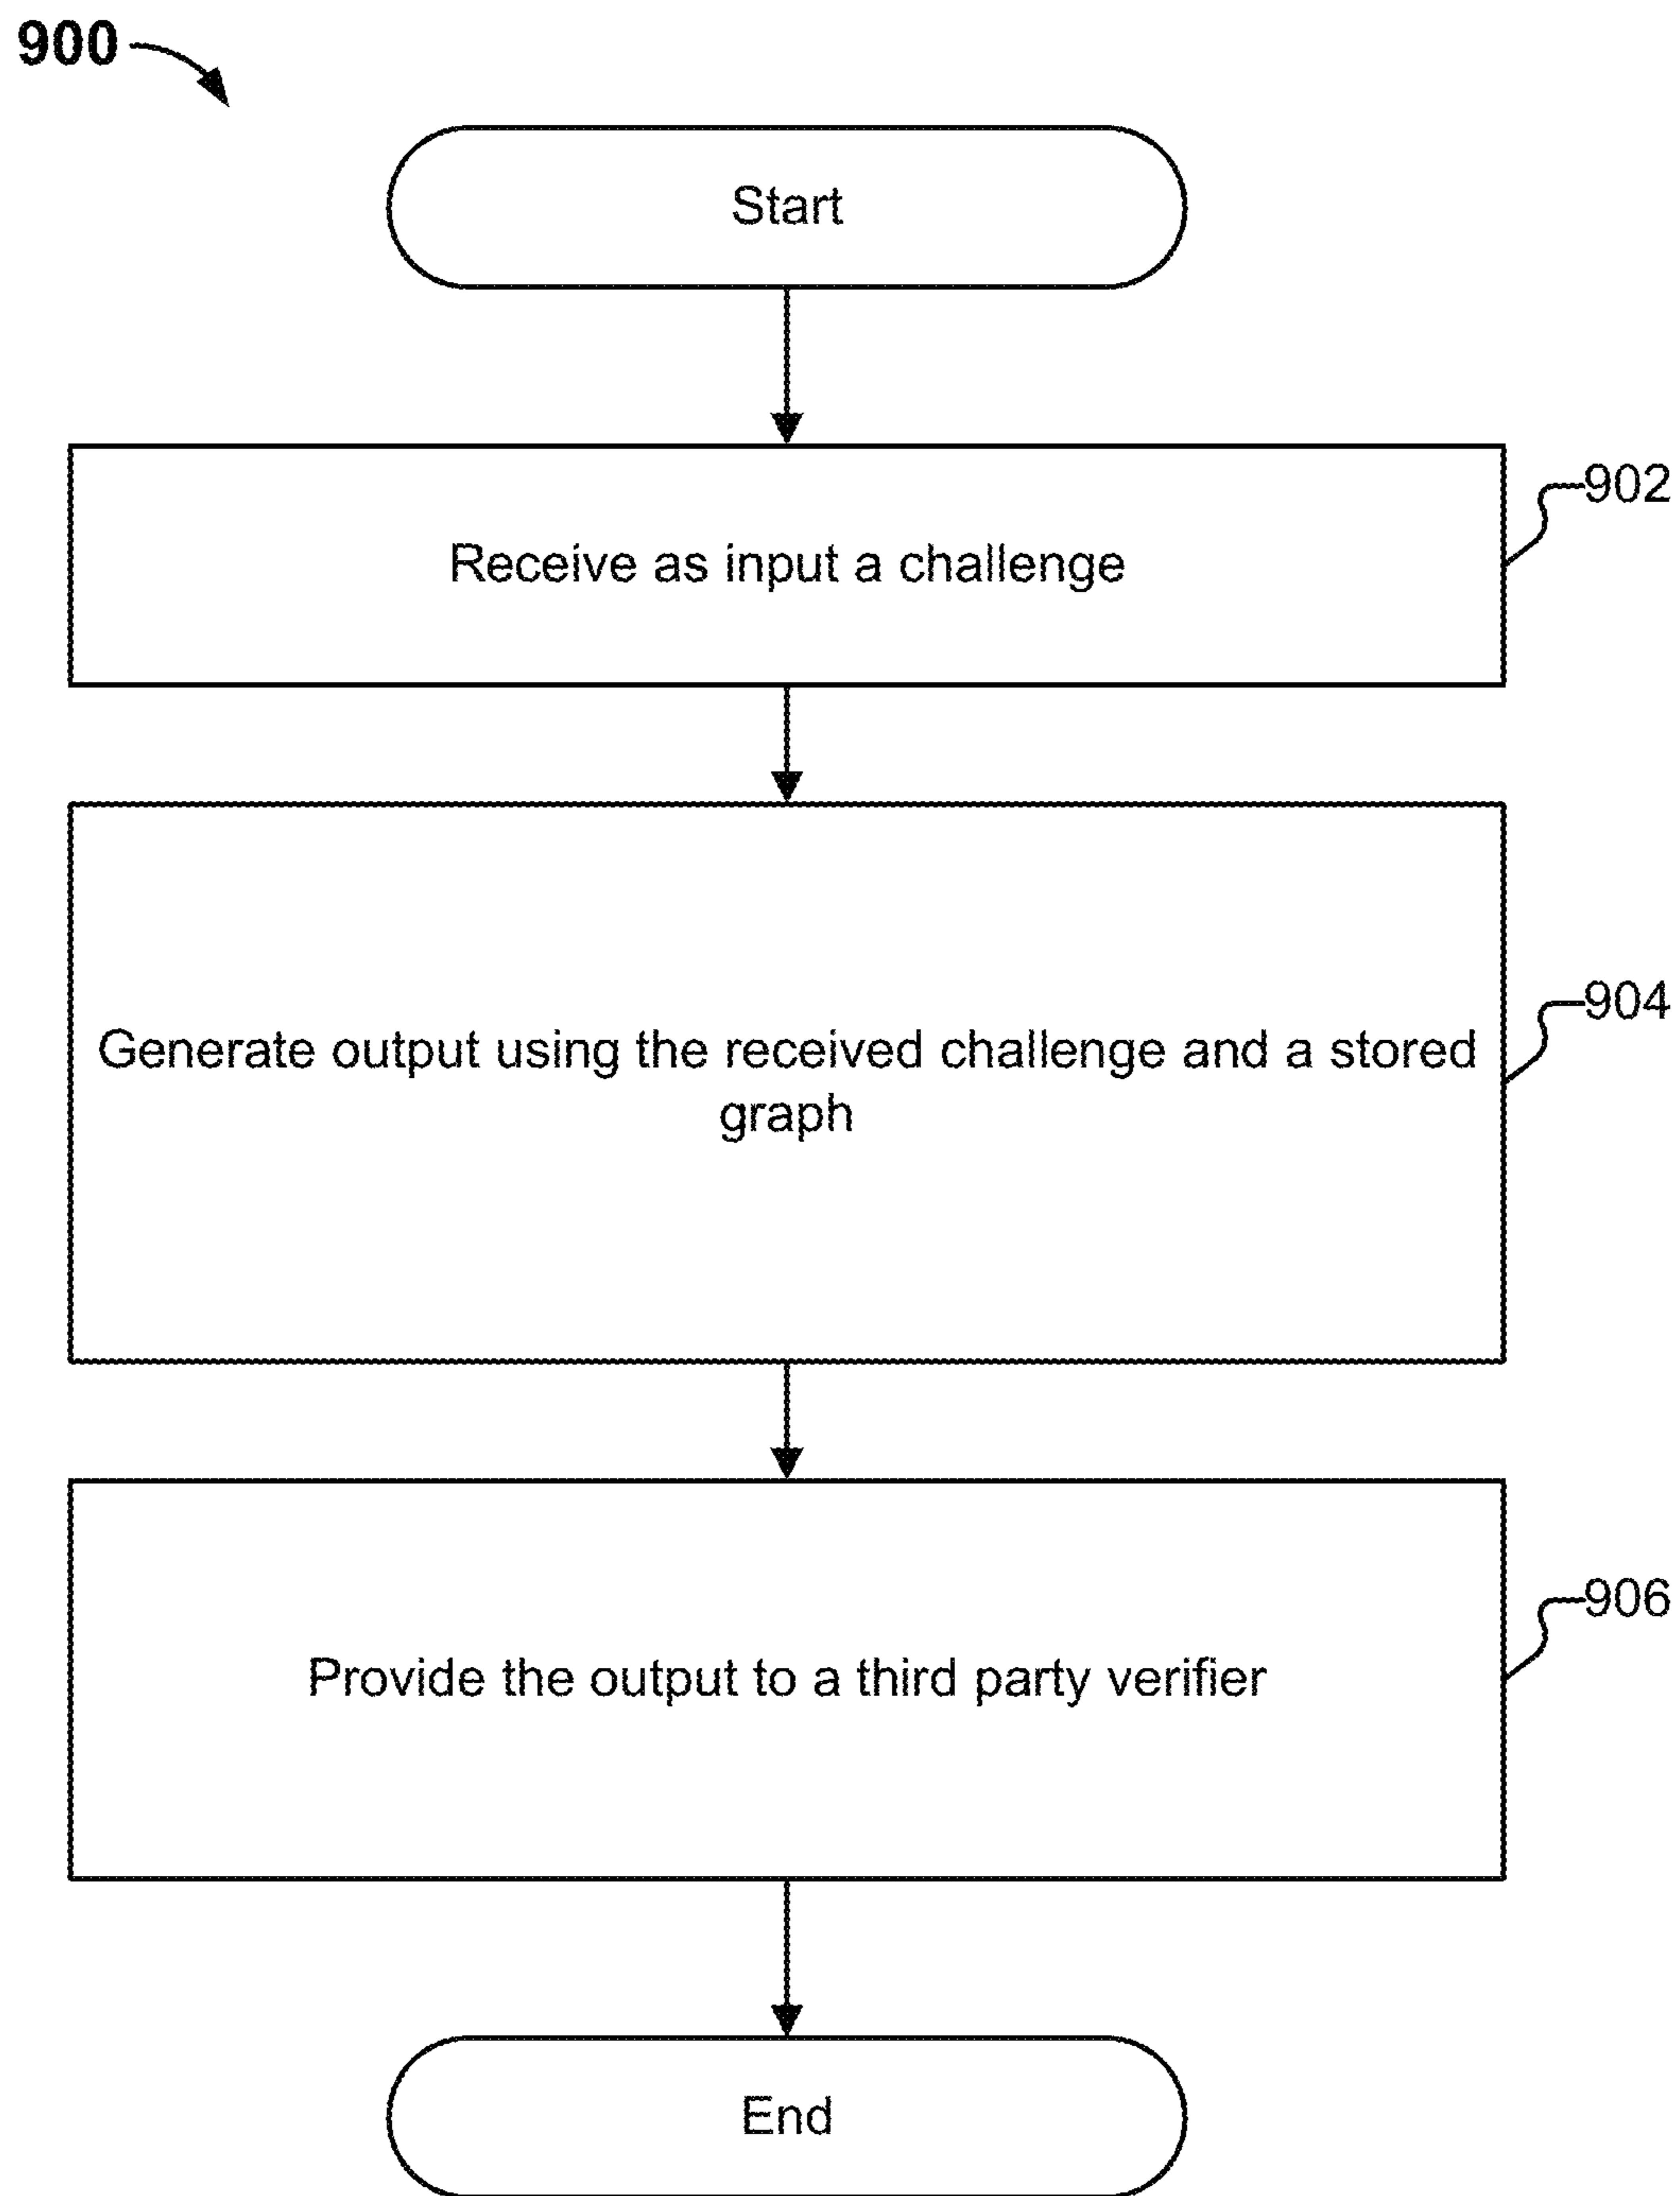 900
Start
902
Receive as input a challenge
904
Generate output using the received challenge and a stored
graph
906
Provide the output to a third party verifier
End